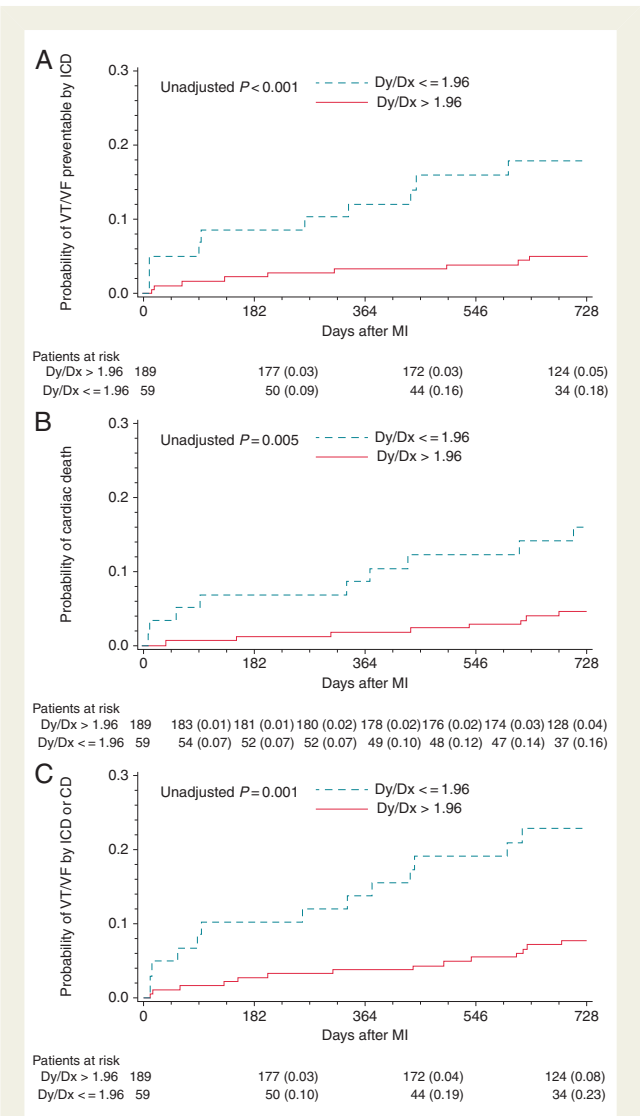 A
Probability of VT/VF preventable by ICD
0.3
0.2
0.1
0.0
Unadjusted P < 0.001
Dy/Dx <= 1.96
Dy/Dx > 1.96
0 182 364 546 728
Days after MI
Patients at risk
Dy/Dx > 1.96 189 177 (0.03) 172 (0.03) 124 (0.05)
Dy/Dx <= 1.96 59 50 (0.09) 44 (0.16) 34 (0.18)
B
Probability of cardiac death
0.3
0.2
0.1
0.0
Unadjusted P = 0.005
Dy/Dx <= 1.96
Dy/Dx > 1.96
0 182 364 546 728
Days after MI
Patients at risk
Dy/Dx > 1.96 189 183 (0.01) 181 (0.01) 180 (0.02) 178 (0.02) 176 (0.02) 174 (0.03) 128 (0.04)
Dy/Dx <= 1.96 59 54 (0.07) 52 (0.07) 52 (0.07) 49 (0.10) 48 (0.12) 47 (0.14) 37 (0.16)
C
Probability of VT/VF by ICD or CD
0.3
0.2
0.1
0.0
Unadjusted P = 0.001
Dy/Dx <= 1.96
Dy/Dx > 1.96
0 182 364 546 728
Days after MI
Patients at risk
Dy/Dx > 1.96 189 177 (0.03) 172 (0.04) 124 (0.08)
Dy/Dx <= 1.96 59 50 (0.10) 44 (0.19) 34 (0.23)